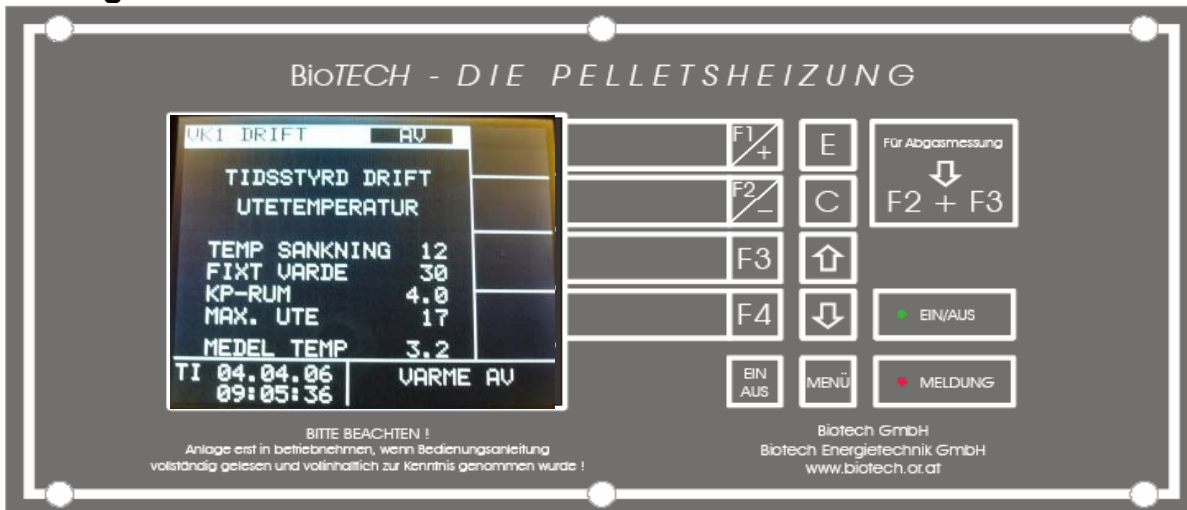 BioTECH - DIE PELLETSHEIZUNG
VK1 DRIFT AV
TIDSSTYRD DRIFT
UTETEMPERATUR
TEMP SANKNING 12
FIXT VARDE 30
KP-RUM 4.0
MAX. UTE 17
MEDEL TEMP 3.2
TI 04.04.06
09:05:36
VARME AV
F1/+
E
F2/-
C
F3
F4
Für Abgasmessung
F2 + F3
EIN/AUS
EIN
AUS
MENÜ
MELDUNG
BITTE BEACHTEN !
Anlage erst in betriebnehmen, wenn Bedienungsanleitung
vollständig gelesen und vollinhaltlich zur Kenntnis genommen wurde !
Biotech GmbH
Biotech Energietechnik GmbH
www.biotech.or.at